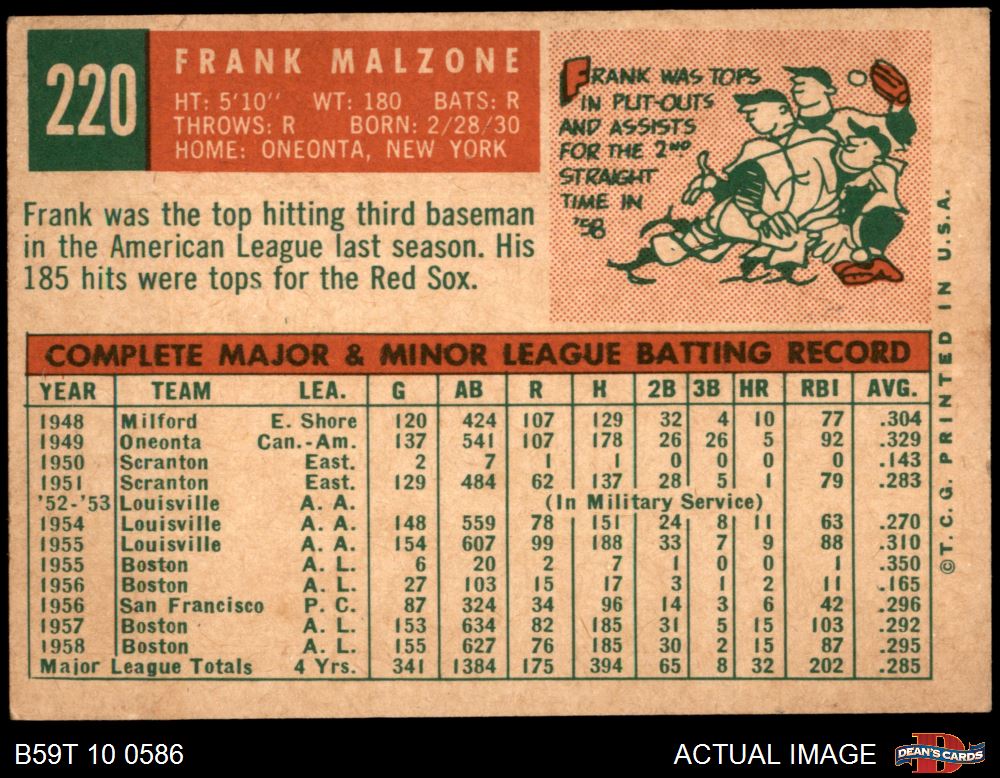 220
FRANK MALZONE
HT: 5'10" WT: 180 BATS: R
THROWS: R BORN: 2/28/30
HOME: ONEONTA, NEW YORK
Frank was the top hitting third baseman
in the American League last season. His
185 hits were tops for the Red Sox.
FRANK WAS TOPS
IN PUT-OUTS
AND ASSISTS
FOR THE 2ND
STRAIGHT
TIME IN
'58
COMPLETE MAJOR & MINOR LEAGUE BATTING RECORD
YEAR TEAM LEA. G AB R H 2B 3B HR RBI AVG.
1948 Milford E. Shore 120 424 107 129 32 4 10 77 .304
1949 Oneonta Can.-Am. 137 541 107 178 26 26 5 92 .329
1950 Scranton East. 2 7 1 1 0 0 0 0 .143
1951 Scranton East. 129 484 62 137 28 5 1 79 .283
'52-'53 Louisville A. A. (In Military Service)
1954 Louisville A. A. 148 559 78 151 24 8 11 63 .270
1955 Louisville A. A. 154 607 99 188 33 7 9 88 .310
1955 Boston A. L. 6 20 2 7 1 0 0 1 .350
1956 Boston A. L. 27 103 15 17 3 1 2 11 .165
1956 San Francisco P. C. 87 324 34 96 14 3 6 42 .296
1957 Boston A. L. 153 634 82 185 31 5 15 103 .292
1958 Boston A. L. 155 627 76 185 30 2 15 87 .295
Major League Totals 4 Yrs. 341 1384 175 394 65 8 32 202 .285
©T. C. G. PRINTED IN U.S.A.
B59T 10 0586
ACTUAL IMAGE
DEAN'S CARDS